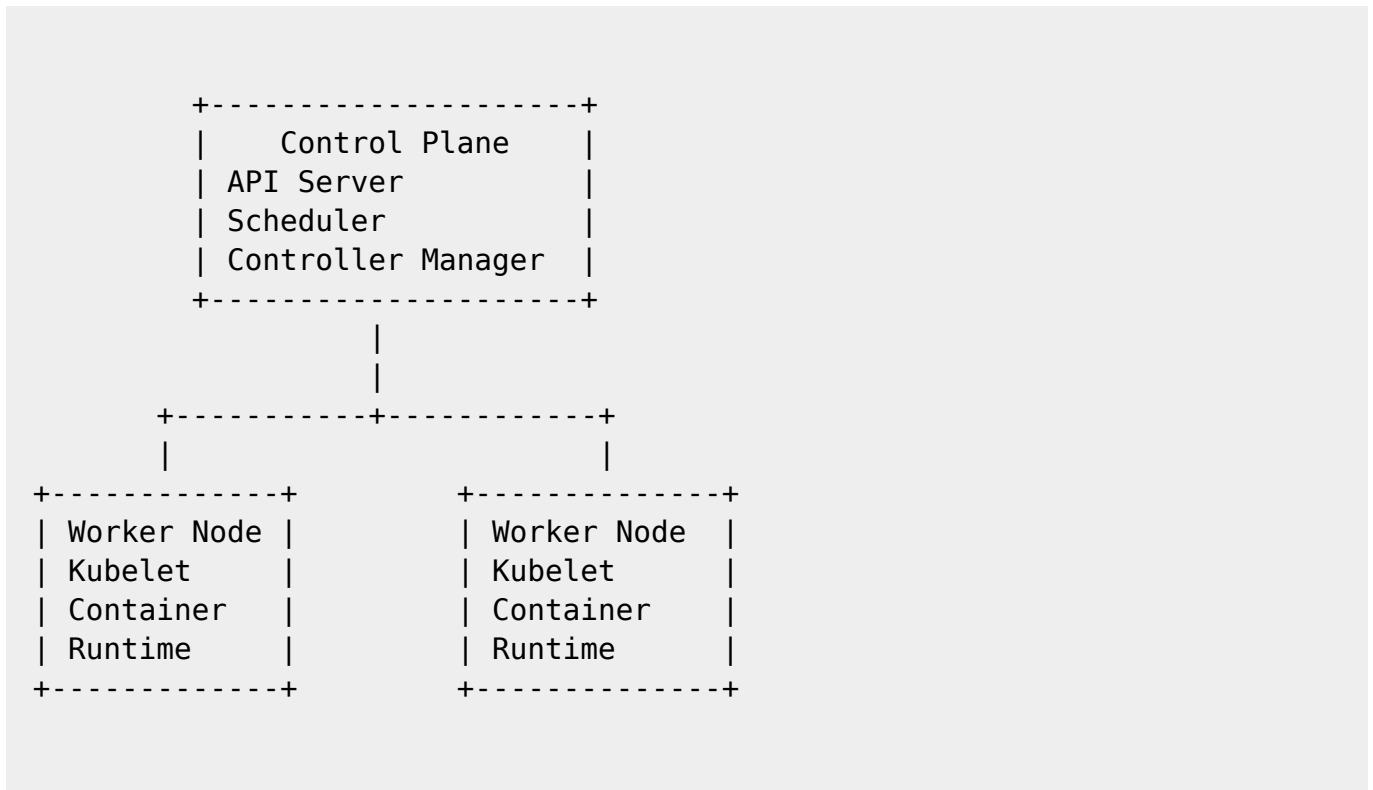 Control Plane
API Server
Scheduler
Controller Manager
Worker Node Worker Node
Kubelet Kubelet
Container Container
Runtime Runtime